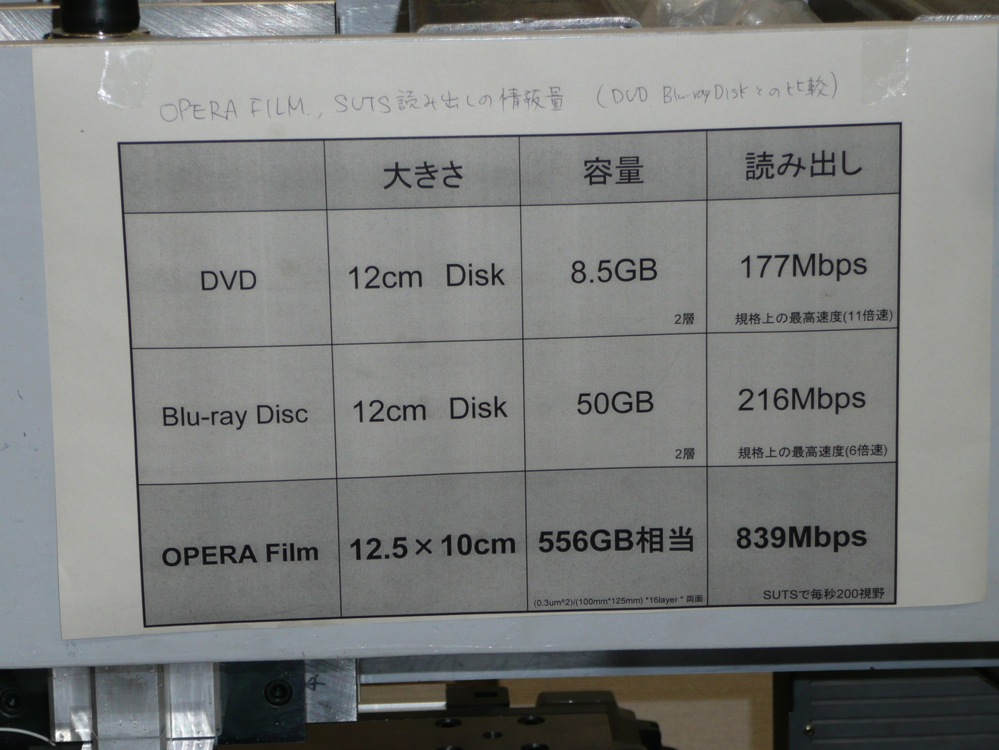 OPERA FILM., SUTS読み出しの情報量 (DVD Blu-rayDiskとの比較)
大きさ 容量 読み出し
DVD 12cm Disk 8.5GB 177Mbps
2層 規格上の最高速度(11倍速)
Blu-ray Disc 12cm Disk 50GB 216Mbps
2層 規格上の最高速度(6倍速)
OPERA Film 12.5×10cm 556GB相当 839Mbps
(0.3um^2)/(100mm*125mm) *16layer * 両面 SUTSで毎秒200視野